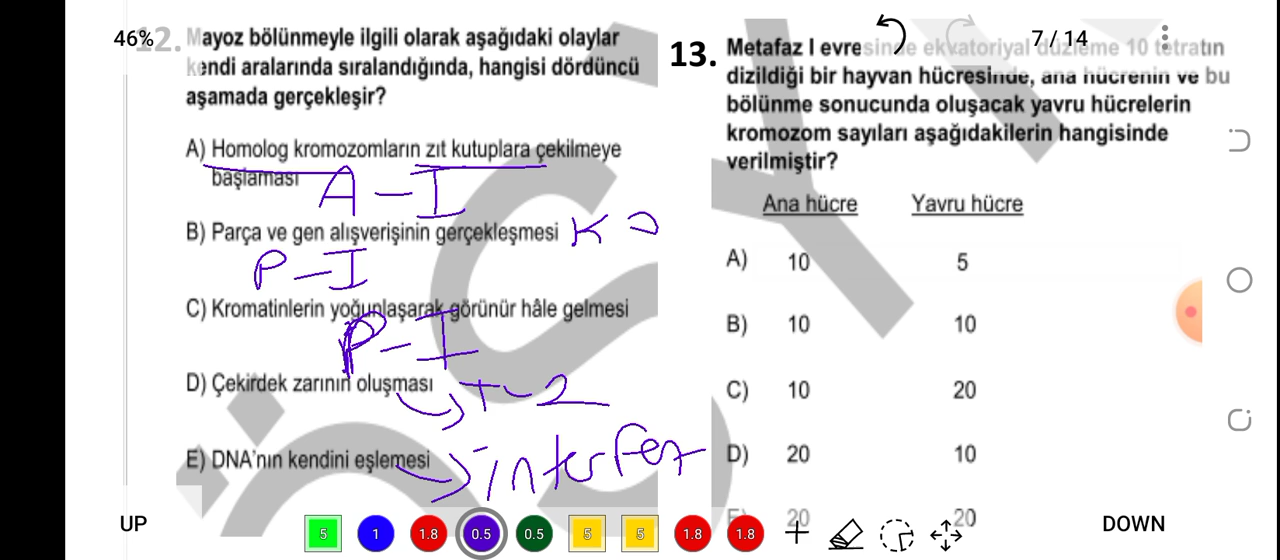 46%
12. Mayoz bölünmeyle ilgili olarak aşağıdaki olaylar
kendi aralarında sıralandığında, hangisi dördüncü
aşamada gerçekleşir?
A) Homolog kromozomların zıt kutuplara çekilmeye
başlaması
A - I
B) Parça ve gen alışverişinin gerçekleşmesi
P - I
C) Kromatinlerin yoğunlaşarak görünür hâle gelmesi
P - I
D) Çekirdek zarının oluşması
T-2
E) DNA'nın kendini eşlemesi
interfez
UP
7 / 14
13. Metafaz I evresinde ekvatoriyal düzleme 10 tetratın
dizildiği bir hayvan hücresinde, ana hücrenin ve bu
bölünme sonucunda oluşacak yavru hücrelerin
kromozom sayıları aşağıdakilerin hangisinde
verilmiştir?
Ana hücre Yavru hücre
A) 10 5
B) 10 10
C) 10 20
D) 20 10
E) 20 20
5 1 1.8 0.5 0.5 5 5 1.8 1.8
DOWN